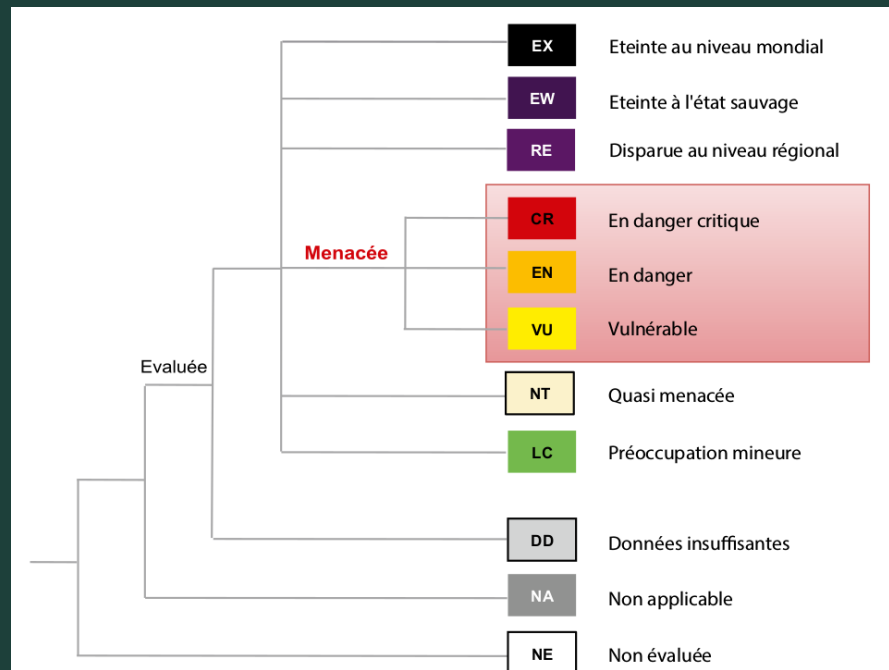 EX Eteinte au niveau mondial
EW Eteinte à l'état sauvage
RE Disparue au niveau régional
CR En danger critique
Menacée
EN En danger
VU Vulnérable
Evaluée
NT Quasi menacée
LC Préoccupation mineure
DD Données insuffisantes
NA Non applicable
NE Non évaluée